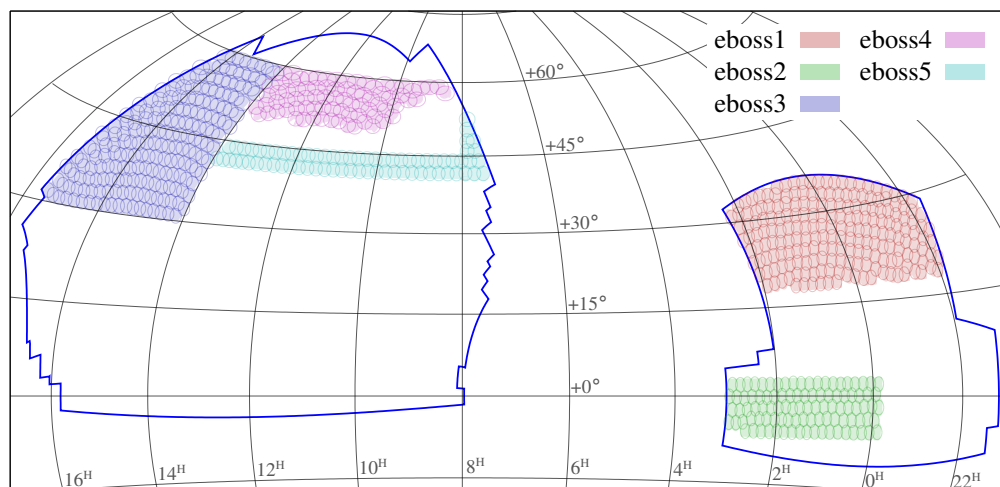 eboss1 eboss4
eboss2 eboss5
eboss3
+60°
+45°
+30°
+15°
+0°
16ᴴ 14ᴴ 12ᴴ 10ᴴ 8ᴴ 6ᴴ 4ᴴ 2ᴴ 0ᴴ 22ᴴ